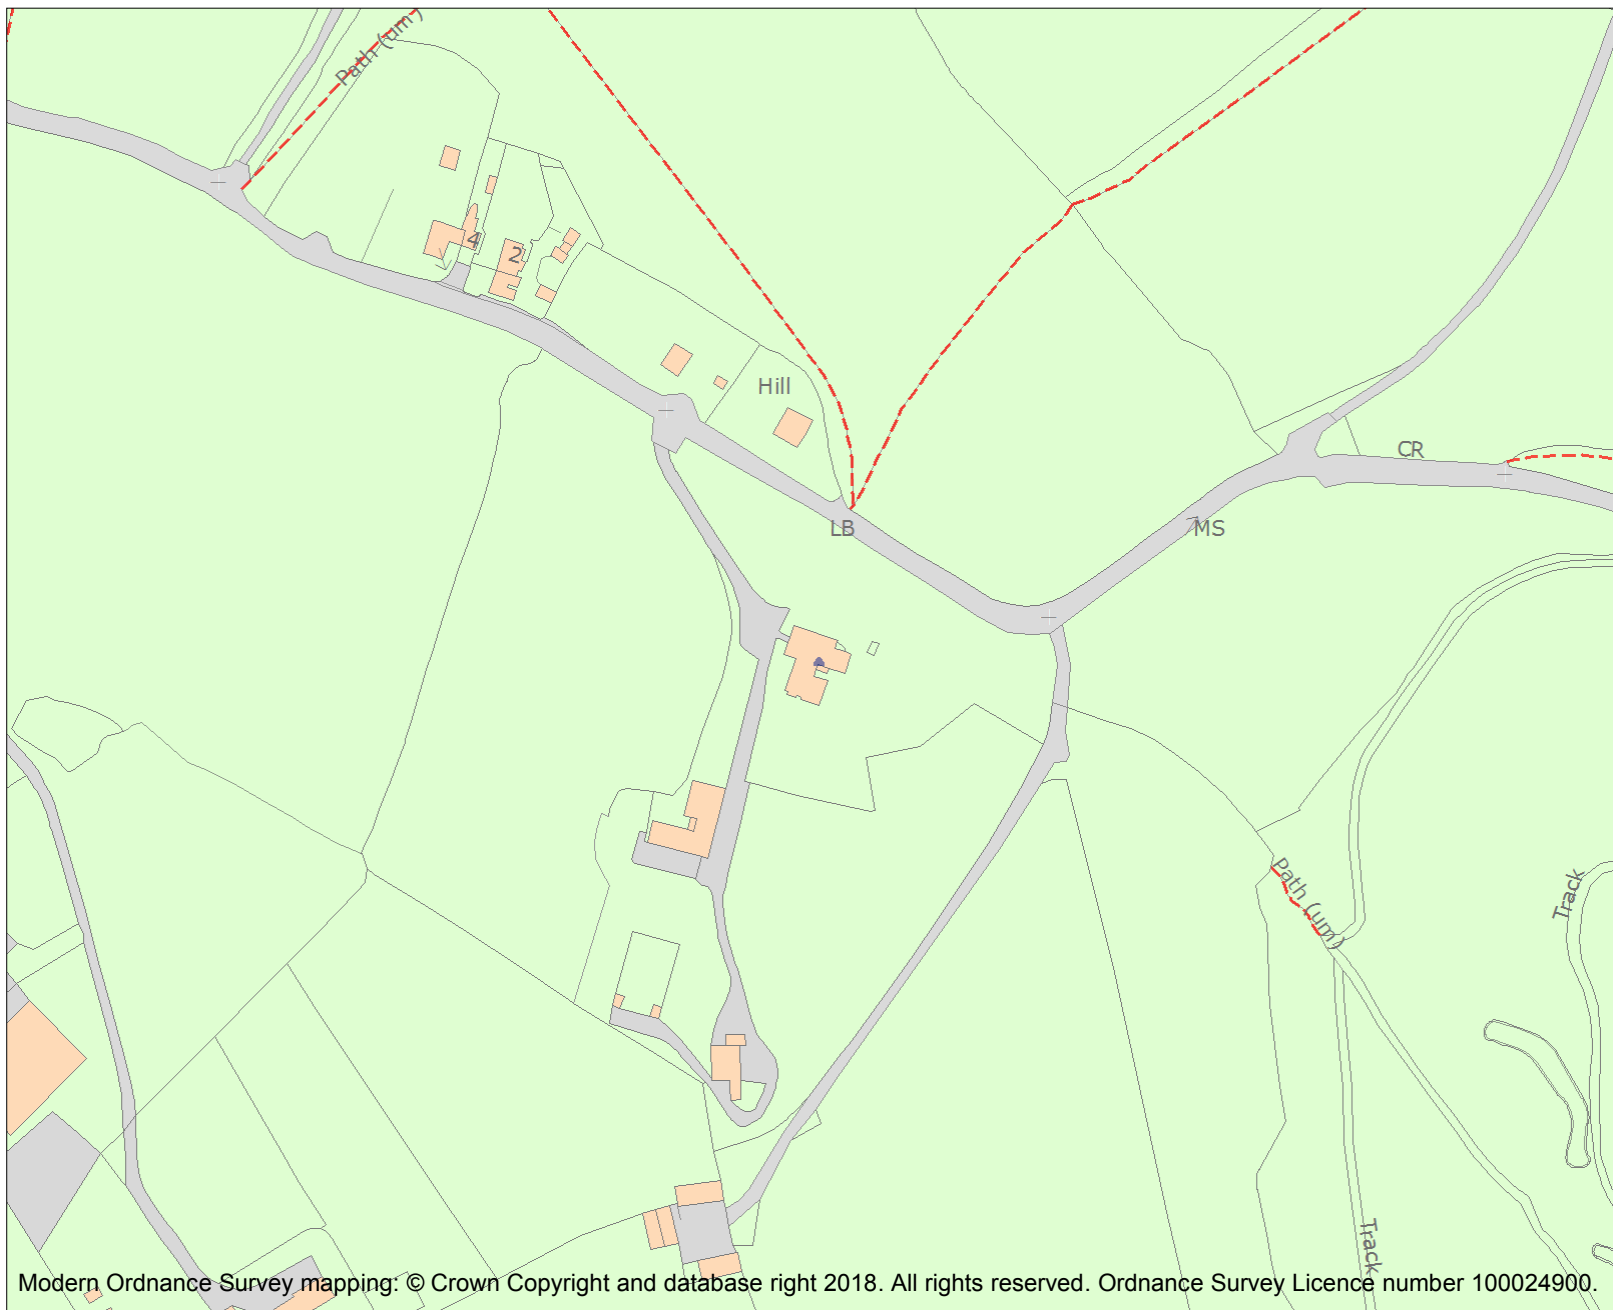 Path (um)
4
2
Hill
CR
LB
MS
Path (um)
Track
Track
Modern Ordnance Survey mapping: © Crown Copyright and database right 2018. All rights reserved. Ordnance Survey Licence number 100024900.